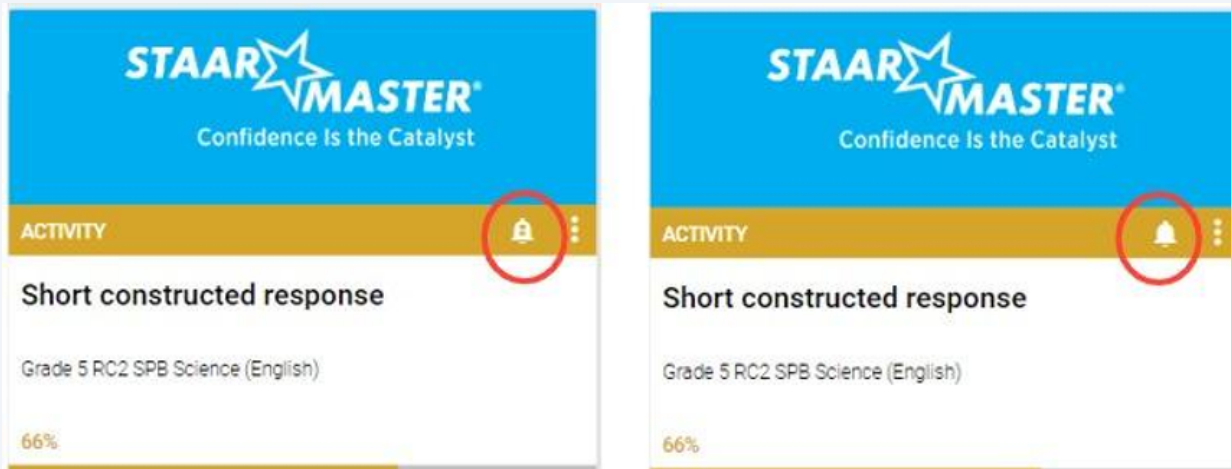 STAAR
MASTER®
Confidence Is the Catalyst
ACTIVITY
Short constructed response
Grade 5 RC2 SPB Science (English)
66%
STAAR
MASTER®
Confidence Is the Catalyst
ACTIVITY
Short constructed response
Grade 5 RC2 SPB Science (English)
66%